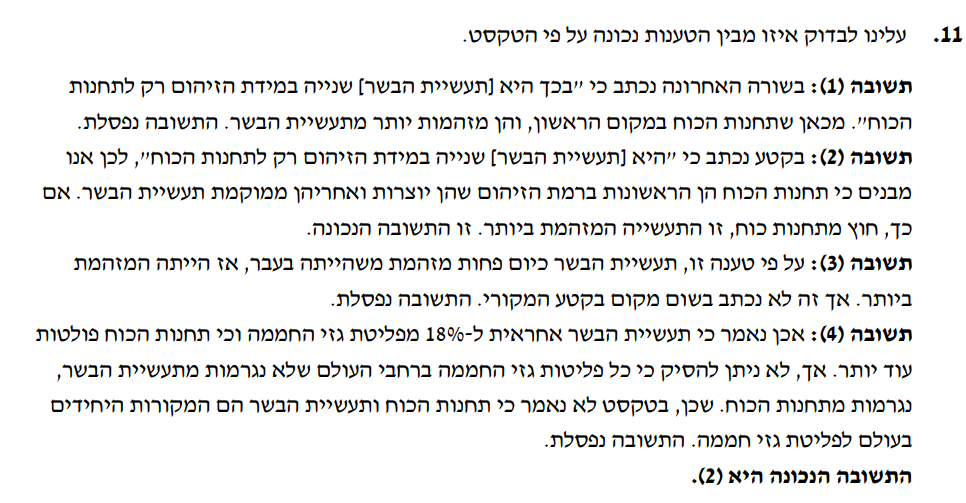 11. עלינו לבדוק איזו מבין הטענות נכונה על פי הטקסט.
תשובה (1): בשורה האחרונה נכתב כי "בכך היא [תעשיית הבשר] שנייה במידת הזיהום רק לתחנות
הכוח". מכאן שתחנות הכוח במקום הראשון, והן מזהמות יותר מתעשיית הבשר. התשובה נפסלת.
תשובה (2): בקטע נכתב כי "היא [תעשיית הבשר] שנייה במידת הזיהום רק לתחנות הכוח", לכן אנו
מבנים כי תחנות הכוח הן הראשונות ברמת הזיהום שהן יוצרות ואחריהן ממוקמת תעשיית הבשר. אם
כך, חוץ מתחנות כוח, זו התעשייה המזהמת ביותר. זו התשובה הנכונה.
תשובה (3): על פי טענה זו, תעשיית הבשר כיום פחות מזהמת משהייתה בעבר, אז הייתה המזהמת
ביותר. אך זה לא נכתב בשום מקום בקטע המקורי. התשובה נפסלת.
תשובה (4): אכן נאמר כי תעשיית הבשר אחראית ל-18% מפליטת גזי החממה וכי תחנות הכוח פולטות
עוד יותר. אך, לא ניתן להסיק כי כל פליטות גזי החממה ברחבי העולם שלא נגרמות מתעשיית הבשר,
נגרמות מתחנות הכוח. שכן, בטקסט לא נאמר כי תחנות הכוח ותעשיית הבשר הם המקורות היחידים
בעולם לפליטת גזי חממה. התשובה נפסלת.
התשובה הנכונה היא (2).